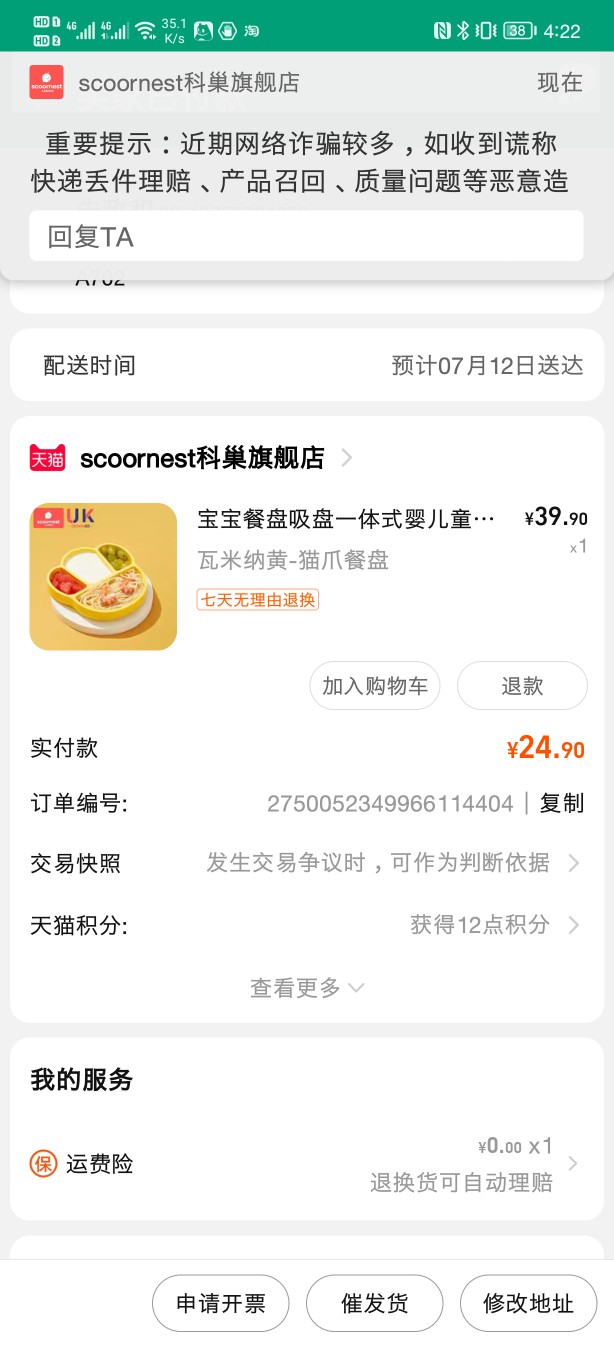 HD 1 4G 4G 35.1 38 4:22
HD 2 1↓ K/s 淘
scoornest scoornest科巢旗舰店 现在
重要提示：近期网络诈骗较多，如收到谎称
快递丢件理赔、产品召回、质量问题等恶意造
回复TA
A702
配送时间 预计07月12日送达
天猫 scoornest科巢旗舰店
scoornest UK
宝宝餐盘吸盘一体式婴儿童… ¥39.90
x1
瓦米纳黄-猫爪餐盘
七天无理由退换
加入购物车 退款
实付款 ¥24.90
订单编号: 2750052349966114404 | 复制
交易快照 发生交易争议时，可作为判断依据
天猫积分: 获得12点积分
查看更多
我的服务
保 运费险 ¥0.00 x1
退换货可自动理赔
申请开票 催发货 修改地址